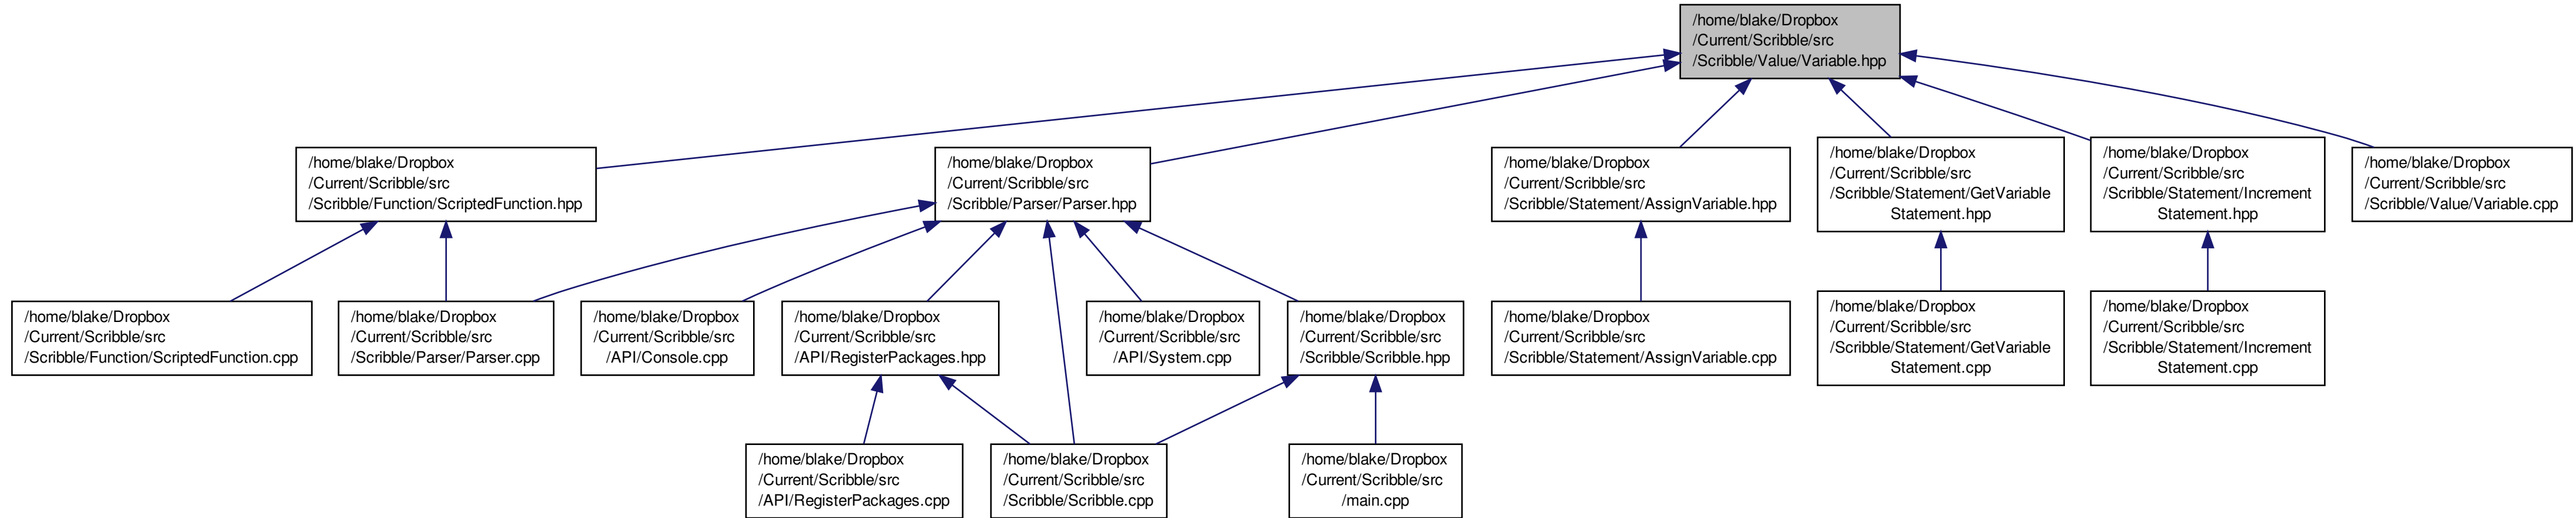 /home/blake/Dropbox
/Current/Scribble/src
/Scribble/Value/Variable.hpp
/home/blake/Dropbox
/Current/Scribble/src
/Scribble/Function/ScriptedFunction.hpp
/home/blake/Dropbox
/Current/Scribble/src
/Scribble/Parser/Parser.hpp
/home/blake/Dropbox
/Current/Scribble/src
/Scribble/Statement/AssignVariable.hpp
/home/blake/Dropbox
/Current/Scribble/src
/Scribble/Statement/GetVariable
Statement.hpp
/home/blake/Dropbox
/Current/Scribble/src
/Scribble/Statement/Increment
Statement.hpp
/home/blake/Dropbox
/Current/Scribble/src
/Scribble/Value/Variable.cpp
/home/blake/Dropbox
/Current/Scribble/src
/Scribble/Function/ScriptedFunction.cpp
/home/blake/Dropbox
/Current/Scribble/src
/Scribble/Parser/Parser.cpp
/home/blake/Dropbox
/Current/Scribble/src
/API/Console.cpp
/home/blake/Dropbox
/Current/Scribble/src
/API/RegisterPackages.hpp
/home/blake/Dropbox
/Current/Scribble/src
/API/System.cpp
/home/blake/Dropbox
/Current/Scribble/src
/Scribble/Scribble.hpp
/home/blake/Dropbox
/Current/Scribble/src
/Scribble/Statement/AssignVariable.cpp
/home/blake/Dropbox
/Current/Scribble/src
/Scribble/Statement/GetVariable
Statement.cpp
/home/blake/Dropbox
/Current/Scribble/src
/Scribble/Statement/Increment
Statement.cpp
/home/blake/Dropbox
/Current/Scribble/src
/API/RegisterPackages.cpp
/home/blake/Dropbox
/Current/Scribble/src
/Scribble/Scribble.cpp
/home/blake/Dropbox
/Current/Scribble/src
/main.cpp